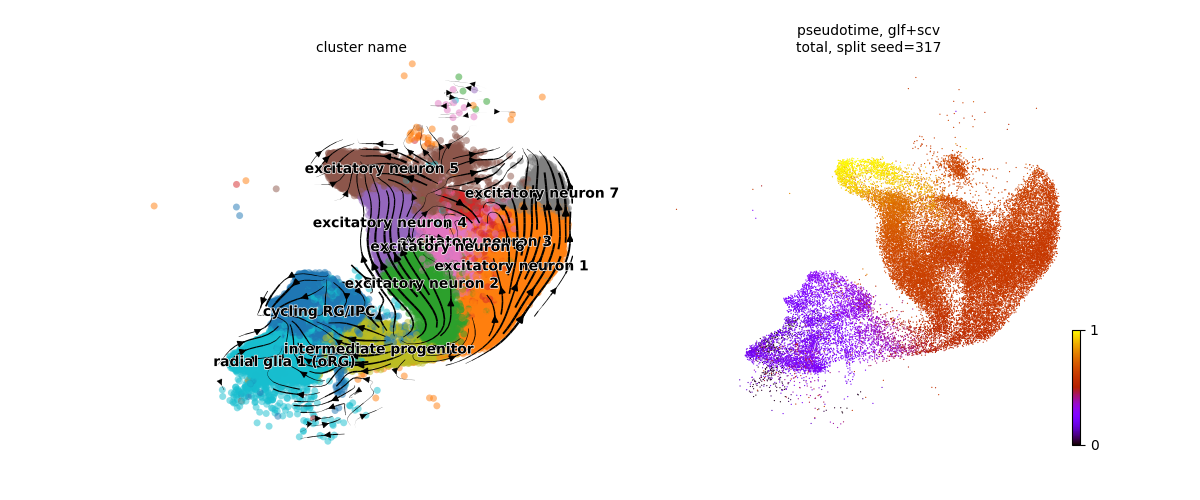 cluster name
pseudotime, glf+scv
total, split seed=317
excitatory neuron 5
excitatory neuron 7
excitatory neuron 4
excitatory neuron 3
excitatory neuron 6
excitatory neuron 1
excitatory neuron 2
cycling RG/IPC
intermediate progenitor
radial glia 1 (oRG)
1
0